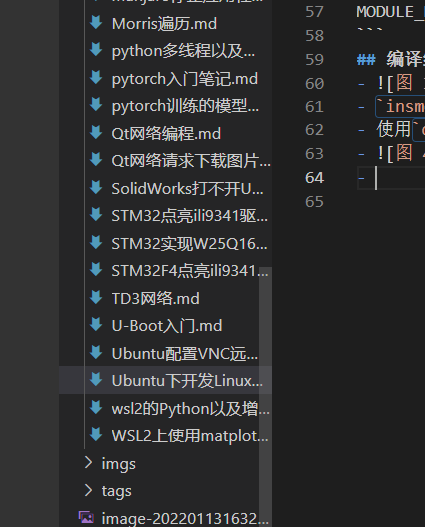 Morris遍历.md
python多线程以及...
pytorch入门笔记.md
pytorch训练的模型...
Qt网络编程.md
Qt网络请求下载图片...
SolidWorks打不开U...
STM32点亮ili9341驱...
STM32实现W25Q16...
STM32F4点亮ili9341...
TD3网络.md
U-Boot入门.md
Ubuntu配置VNC远...
Ubuntu下开发Linux...
wsl2的Python以及增...
WSL2上使用matplot...
imgs
tags
image-202201131632...
57 MODULE_
58 ```
59 ## 编译
60 - ![图
61 - `insm
62 - 使用`
63 - ![图
64 -
65